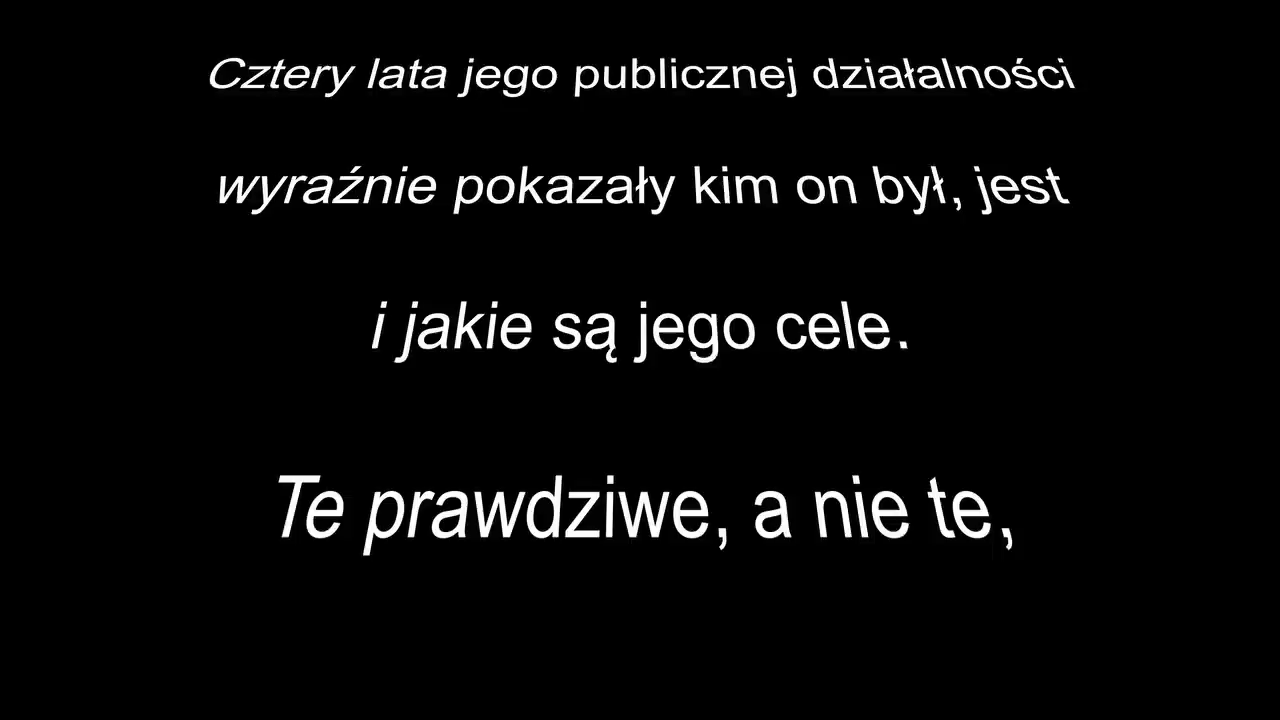 Cztery lata jego publicznej działalności
wyraźnie pokazały kim on był, jest
i jakie są jego cele.
Te prawdziwe, a nie te,